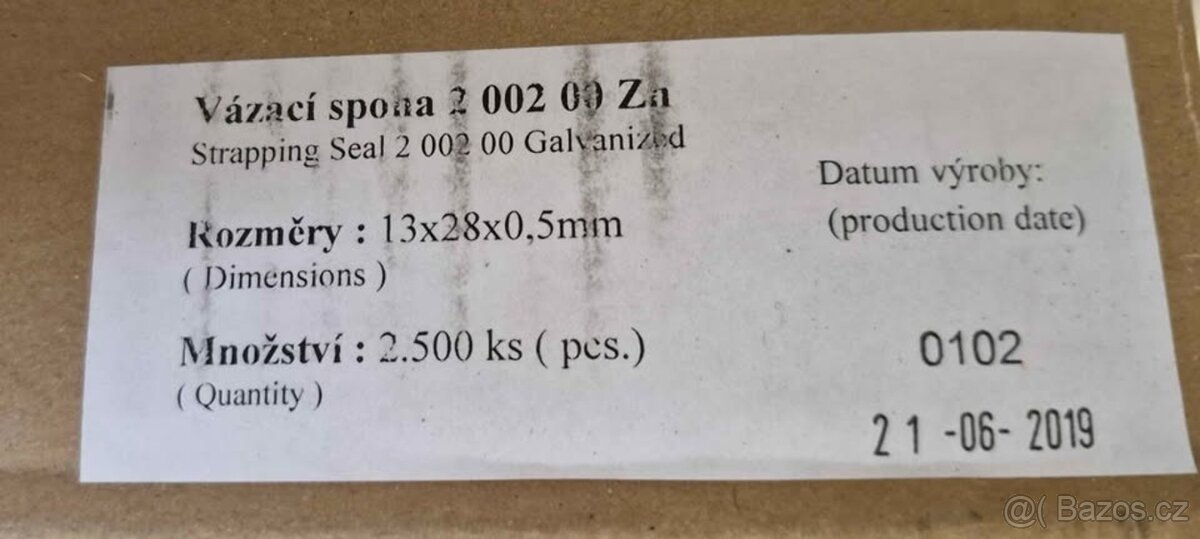 Vázací spona 2 002 00 Zn
Strapping Seal 2 002 00 Galvanized
Rozměry : 13x28x0,5mm
( Dimensions )
Množství : 2.500 ks ( pcs.)
( Quantity )
Datum výroby:
(production date)
0102
21 -06- 2019
@( Bazos.cz